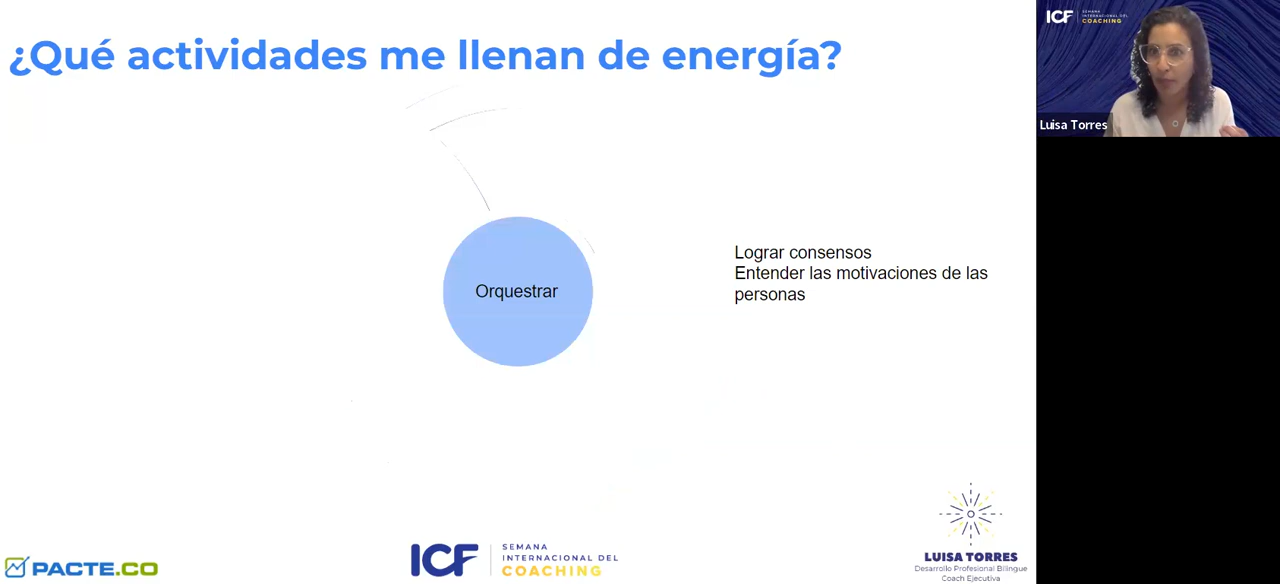 ¿Qué actividades me llenan de energía?
Orquestrar
Lograr consensos
Entender las motivaciones de las
personas
ICF
SEMANA
INTERNACIONAL DEL
COACHING
Luisa Torres
PACTE.CO
ICF
SEMANA
INTERNACIONAL DEL
COACHING
LUISA TORRES
Desarrollo Profesional Bilingüe
Coach Ejecutiva